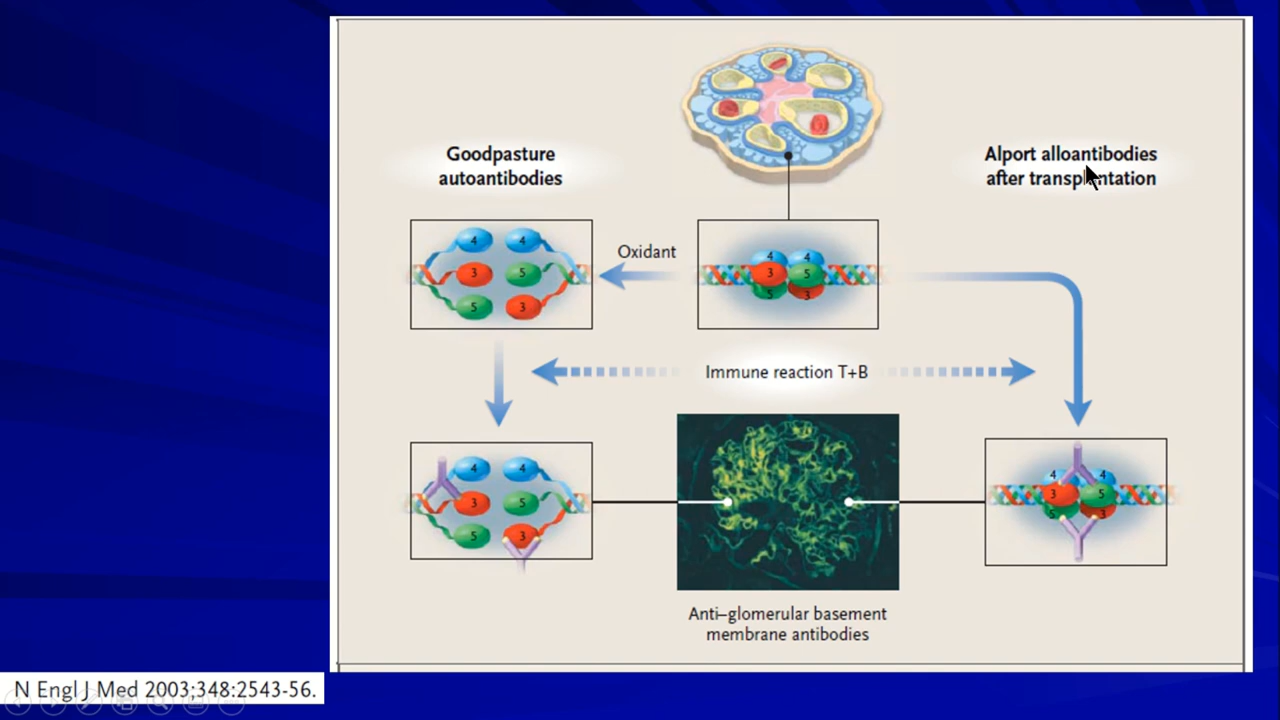 Goodpasture
autoantibodies
Alport alloantibodies
after transplantation
4 4
3 5
5 3
Oxidant
4 4
3 5
5 3
Immune reaction T+B
4 4
3 5
5 3
4 4
3 5
5 3
Anti–glomerular basement
membrane antibodies
N Engl J Med 2003;348:2543-56.